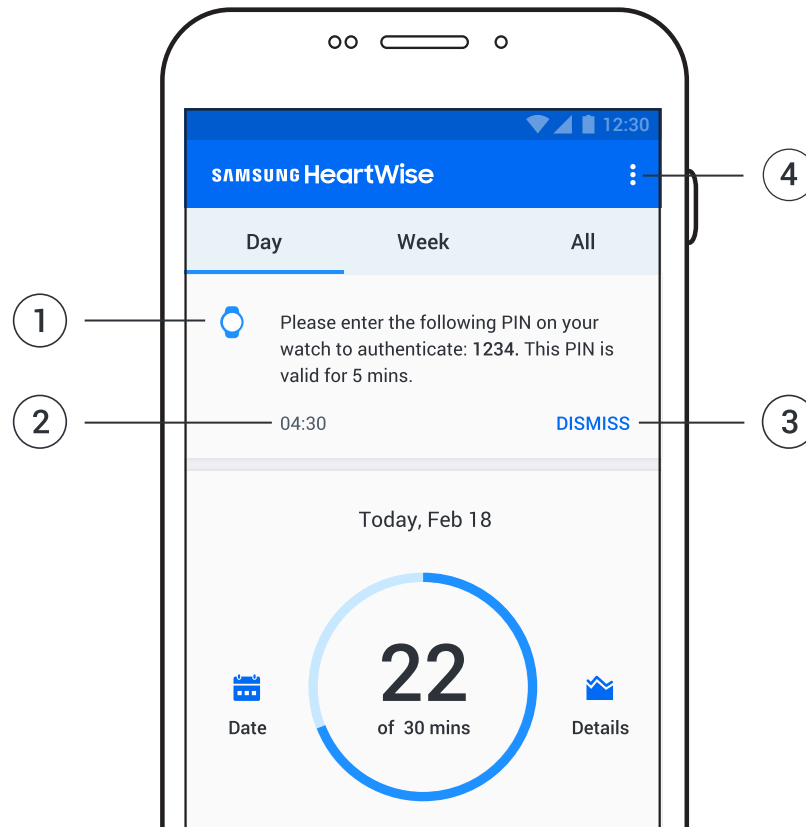 12:30
SAMSUNG HeartWise
4
Day Week All
1
Please enter the following PIN on your
watch to authenticate: 1234. This PIN is
valid for 5 mins.
2
04:30 DISMISS
3
Today, Feb 18
22
of 30 mins
Date
Details